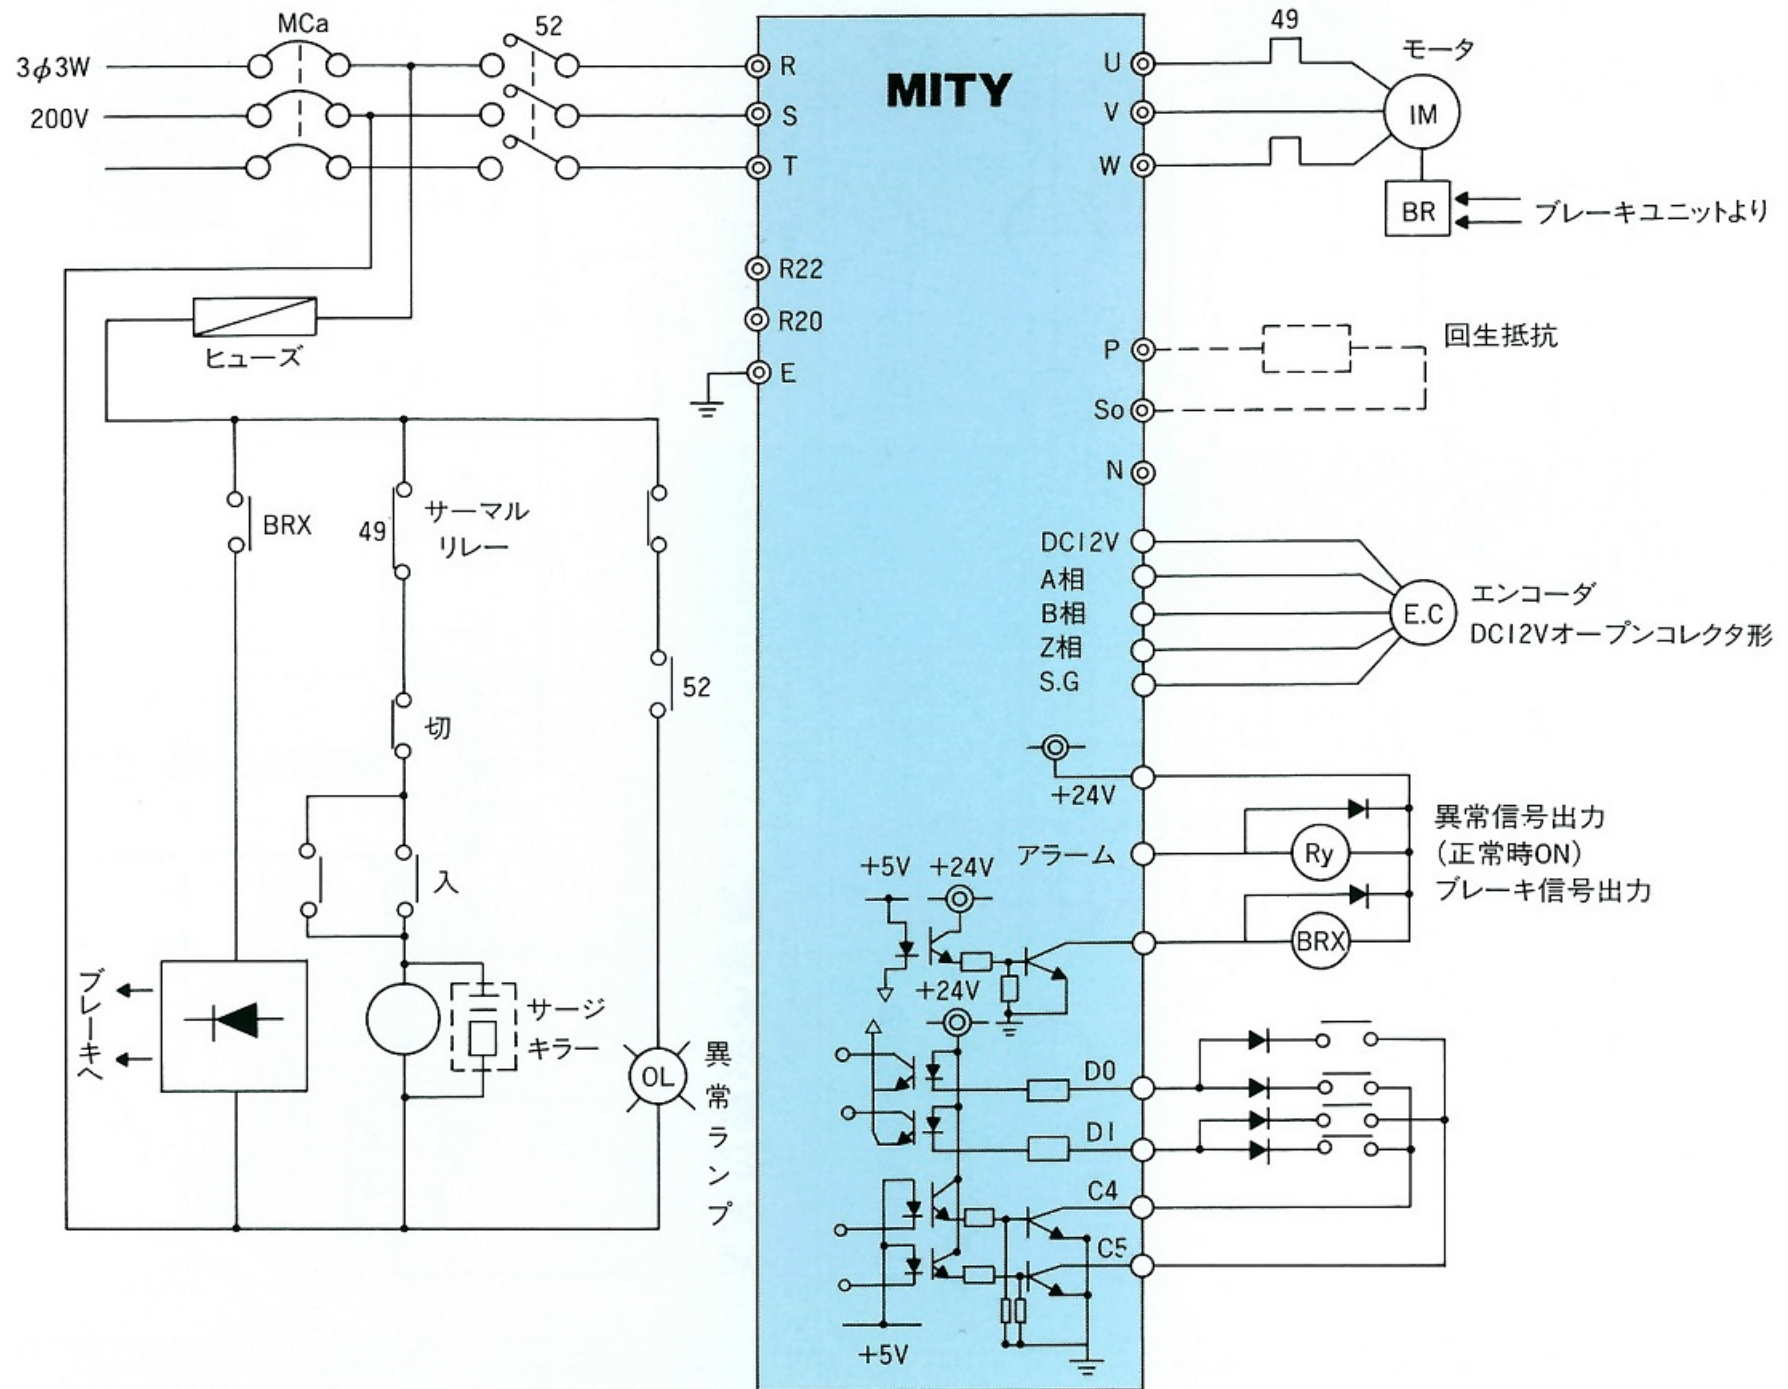 MCa
52
3φ3W
200V
ヒューズ
BRX
49
サーマル
リレー
切
入
52
ブレーキへ
サージ
キラー
OL
異常ランプ
MITY
R
S
T
R22
R20
E
U
V
W
P
So
N
DC12V
A相
B相
Z相
S.G
+24V
アラーム
+5V
+24V
+24V
D0
D1
C4
C5
+5V
49
モータ
IM
BR
ブレーキユニットより
回生抵抗
E.C
エンコーダ
DC12Vオープンコレクタ形
Ry
BRX
異常信号出力
(正常時ON)
ブレーキ信号出力